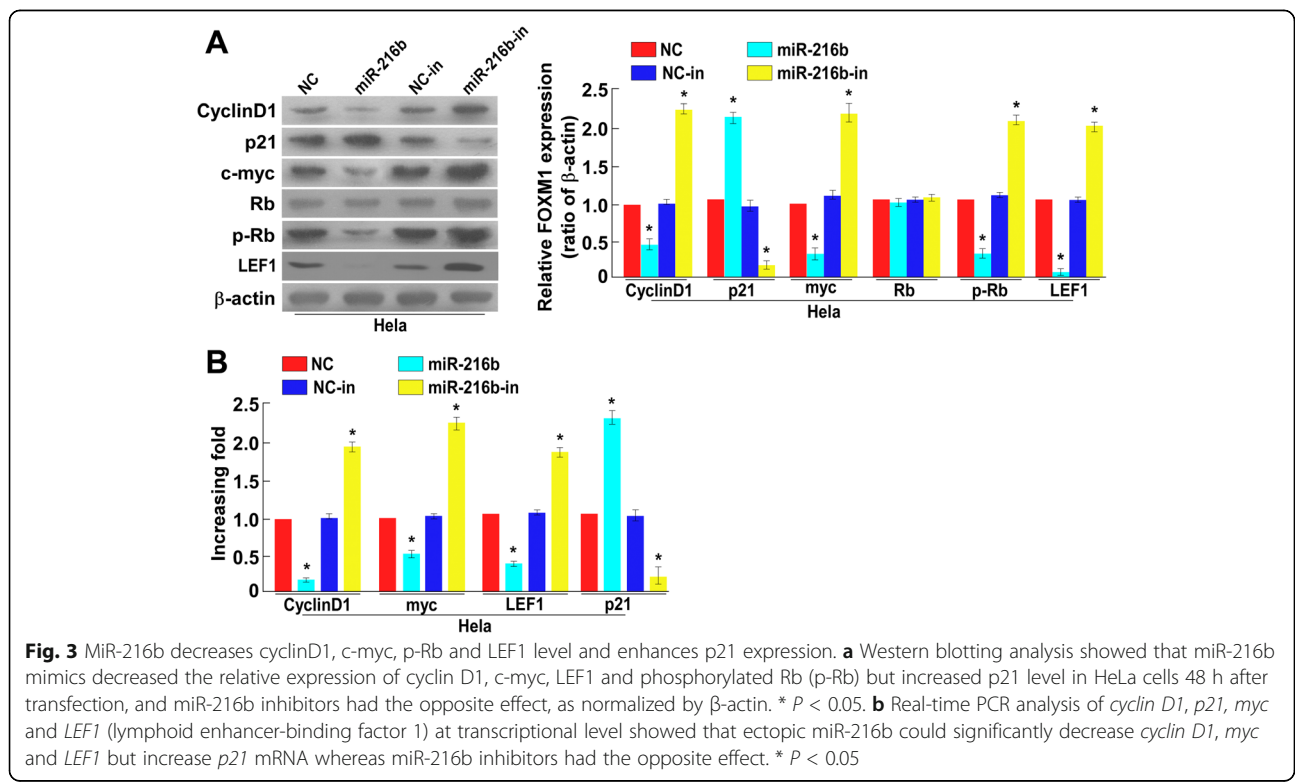 A
NC miR-216b NC-in miR-216b-in
CyclinD1
p21
c-myc
Rb
p-Rb
LEF1
β-actin
Hela
NC miR-216b
NC-in miR-216b-in
Relative FOXM1 expression
(ratio of β-actin)
2.5
2.0
1.5
1.0
0.5
0
* * * * * * * * * *
CyclinD1 p21 myc Rb p-Rb LEF1
Hela
B
NC miR-216b
NC-in miR-216b-in
Increasing fold
2.5
2.0
1.5
1.0
0.5
0
* * * * * * * *
CyclinD1 myc LEF1 p21
Hela
Fig. 3 MiR-216b decreases cyclinD1, c-myc, p-Rb and LEF1 level and enhances p21 expression. a Western blotting analysis showed that miR-216b
mimics decreased the relative expression of cyclin D1, c-myc, LEF1 and phosphorylated Rb (p-Rb) but increased p21 level in HeLa cells 48 h after
transfection, and miR-216b inhibitors had the opposite effect, as normalized by β-actin. * P < 0.05. b Real-time PCR analysis of cyclin D1, p21, myc
and LEF1 (lymphoid enhancer-binding factor 1) at transcriptional level showed that ectopic miR-216b could significantly decrease cyclin D1, myc
and LEF1 but increase p21 mRNA whereas miR-216b inhibitors had the opposite effect. * P < 0.05